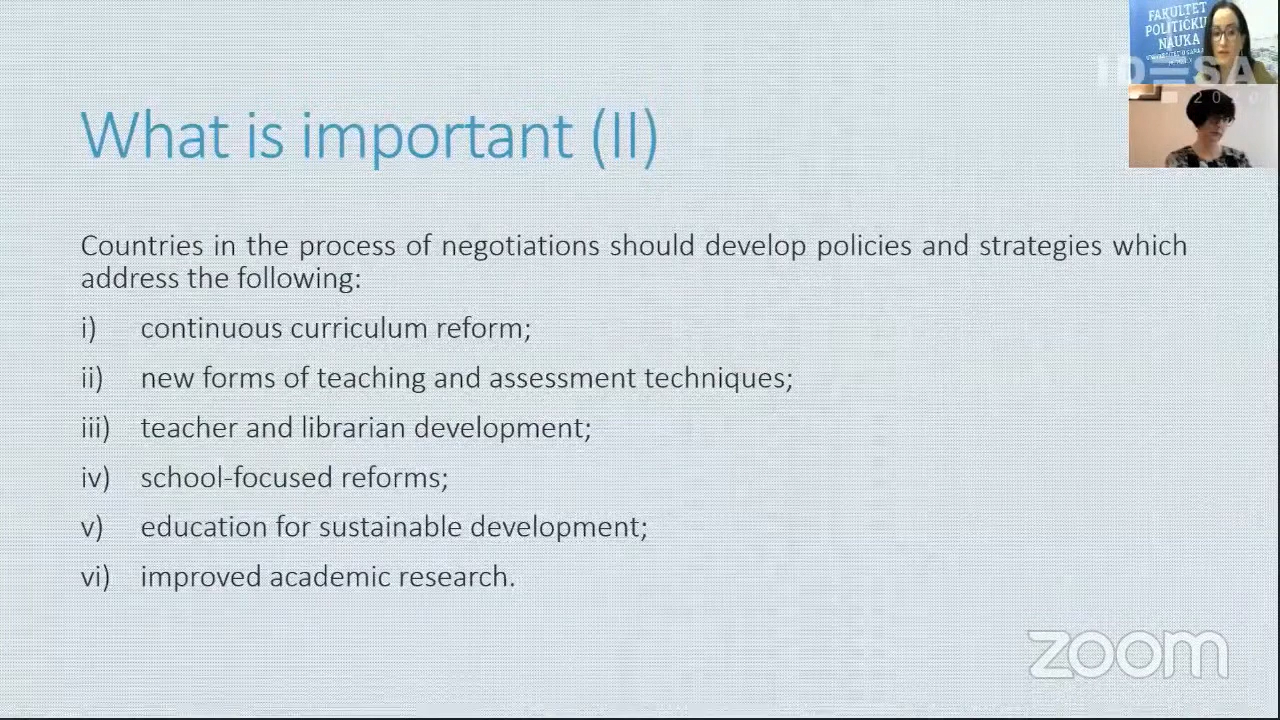 FAKULTET
POLITIČKIH
NAUKA
IDESA
2020
What is important (II)
Countries in the process of negotiations should develop policies and strategies which
address the following:
i) continuous curriculum reform;
ii) new forms of teaching and assessment techniques;
iii) teacher and librarian development;
iv) school-focused reforms;
v) education for sustainable development;
vi) improved academic research.
zoom